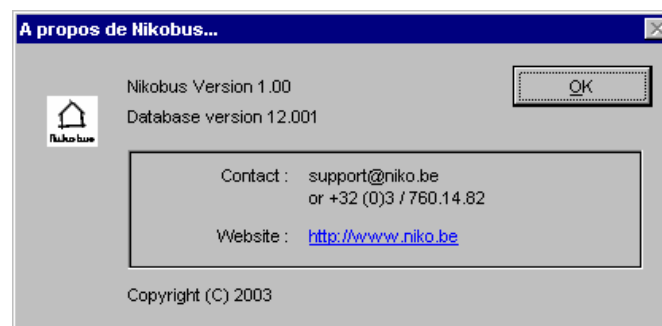 A propos de Nikobus...
Nikobus Version 1.00
OK
Database version 12.001
Nikobus
Contact : support@niko.be
or +32 (0)3 / 760.14.82
Website : http://www.niko.be
Copyright (C) 2003